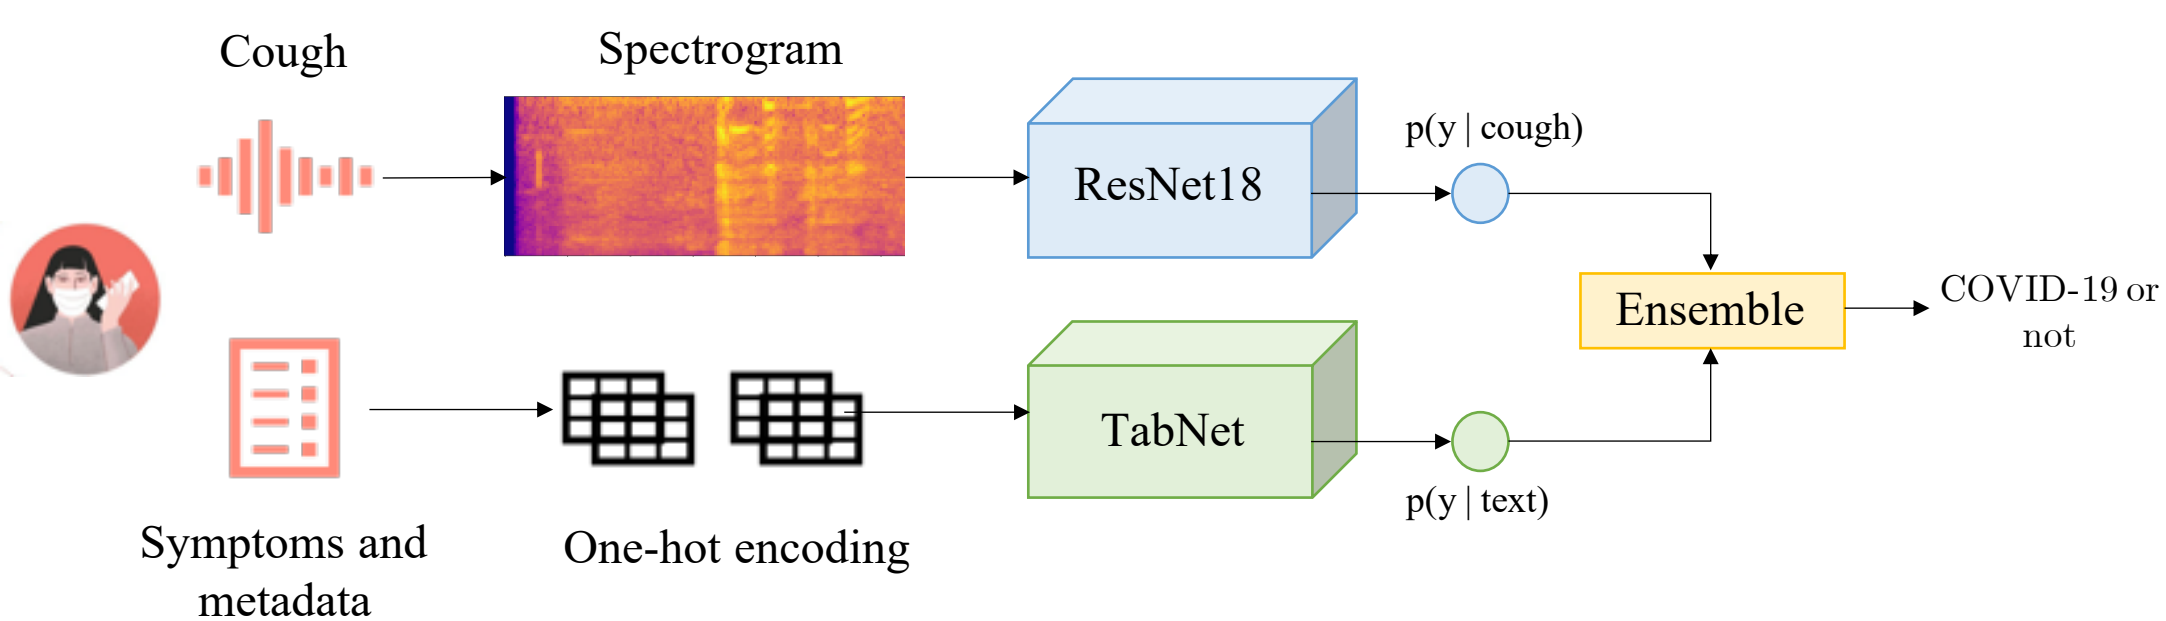 Cough
Spectrogram
ResNet18
p(y | cough)
Ensemble
COVID-19 or
not
TabNet
p(y | text)
Symptoms and
metadata
One-hot encoding